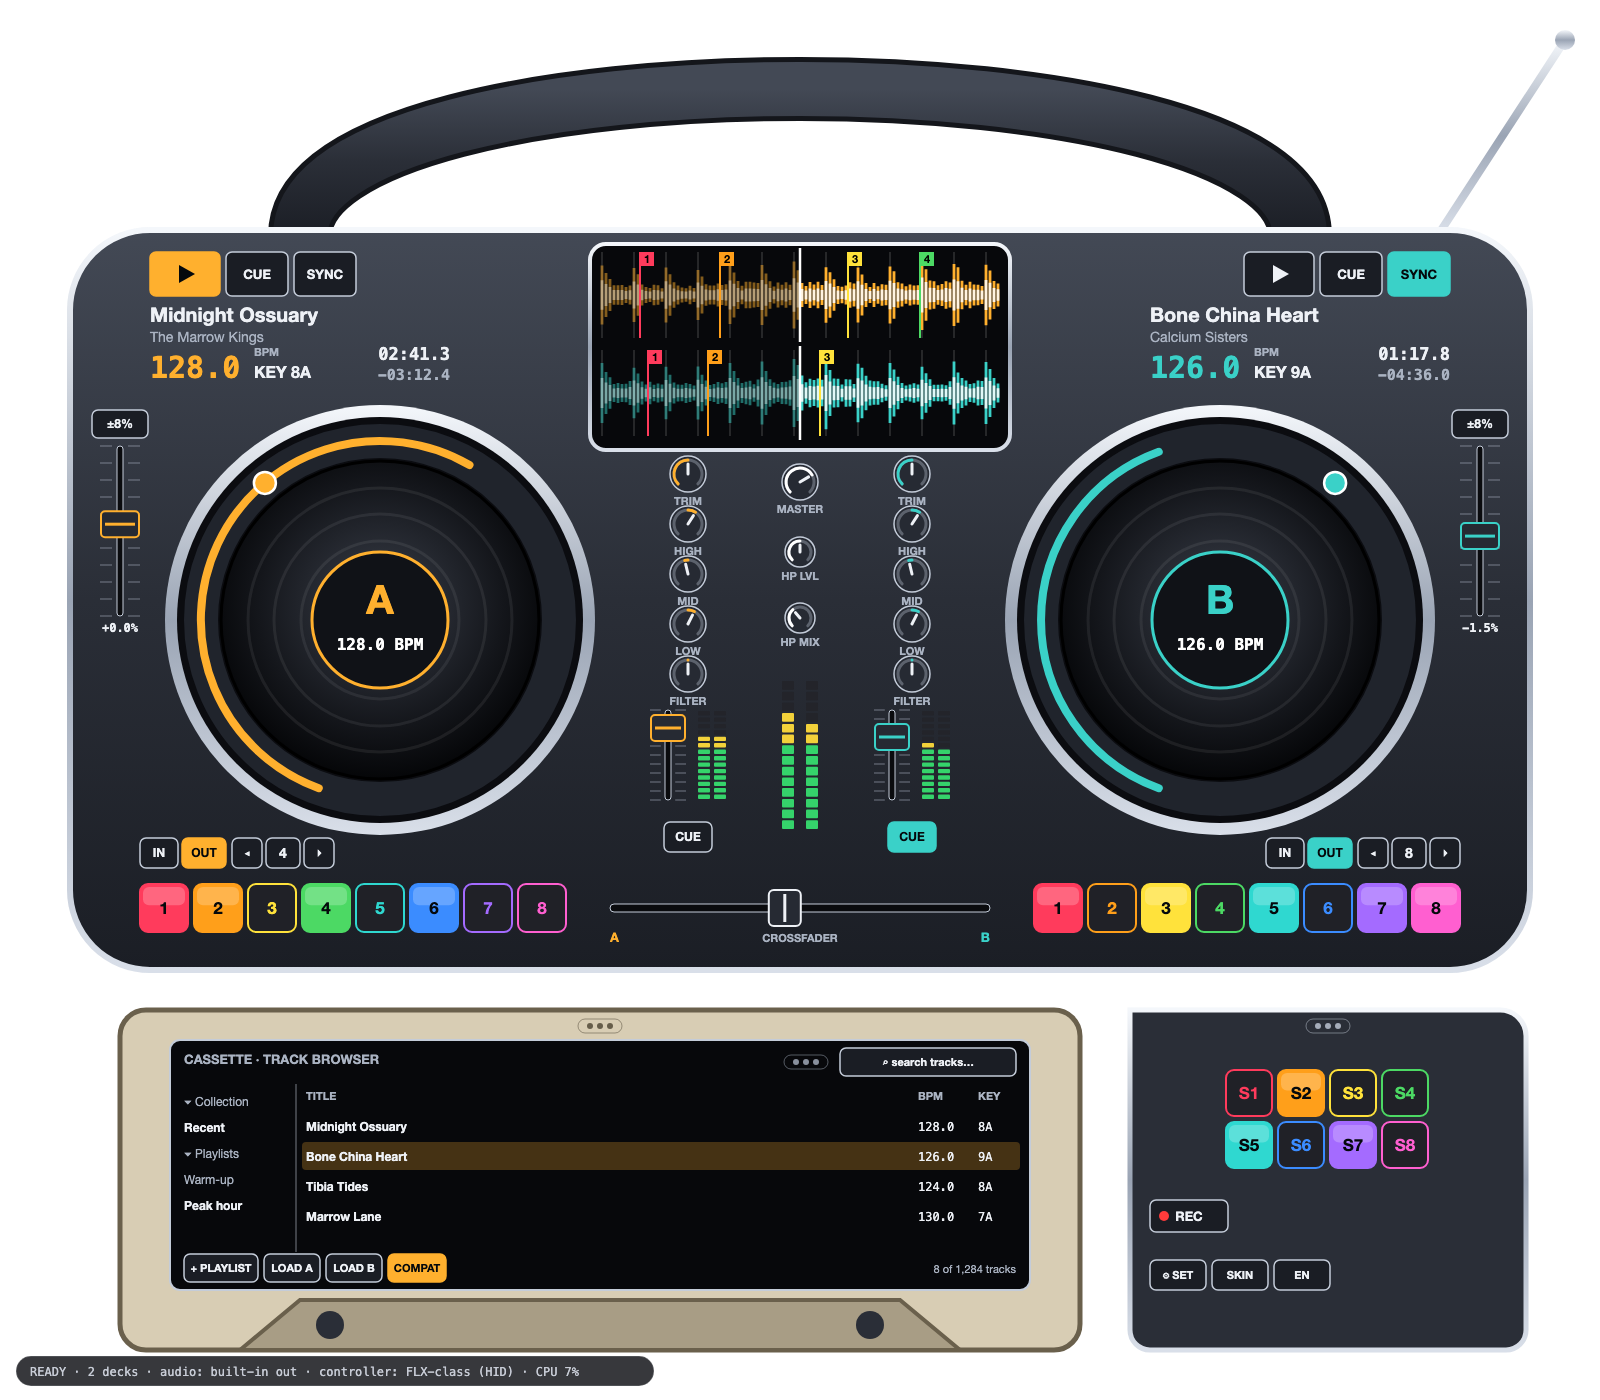 1 2 3 4
1 2 3
CUE SYNC
CUE SYNC
Midnight Ossuary
The Marrow Kings
128.0 BPM KEY 8A
02:41.3
−03:12.4
Bone China Heart
Calcium Sisters
126.0 BPM KEY 9A
01:17.8
−04:36.0
±8%
+0.0%
A
128.0 BPM
TRIM
HIGH
MID
LOW
FILTER
CUE
MASTER
HP LVL
HP MIX
TRIM
HIGH
MID
LOW
FILTER
CUE
B
126.0 BPM
±8%
−1.5%
IN OUT ◂ 4 ▸
1 2 3 4 5 6 7 8
A CROSSFADER B
IN OUT ◂ 8 ▸
1 2 3 4 5 6 7 8
CASSETTE · TRACK BROWSER
⌕ search tracks…
▾ Collection
Recent
▾ Playlists
Warm-up
Peak hour
TITLE BPM KEY
Midnight Ossuary 128.0 8A
Bone China Heart 126.0 9A
Tibia Tides 124.0 8A
Marrow Lane 130.0 7A
+ PLAYLIST LOAD A LOAD B COMPAT
8 of 1,284 tracks
S1 S2 S3 S4
S5 S6 S7 S8
REC
⚙ SET SKIN EN
READY · 2 decks · audio: built-in out · controller: FLX-class (HID) · CPU 7%